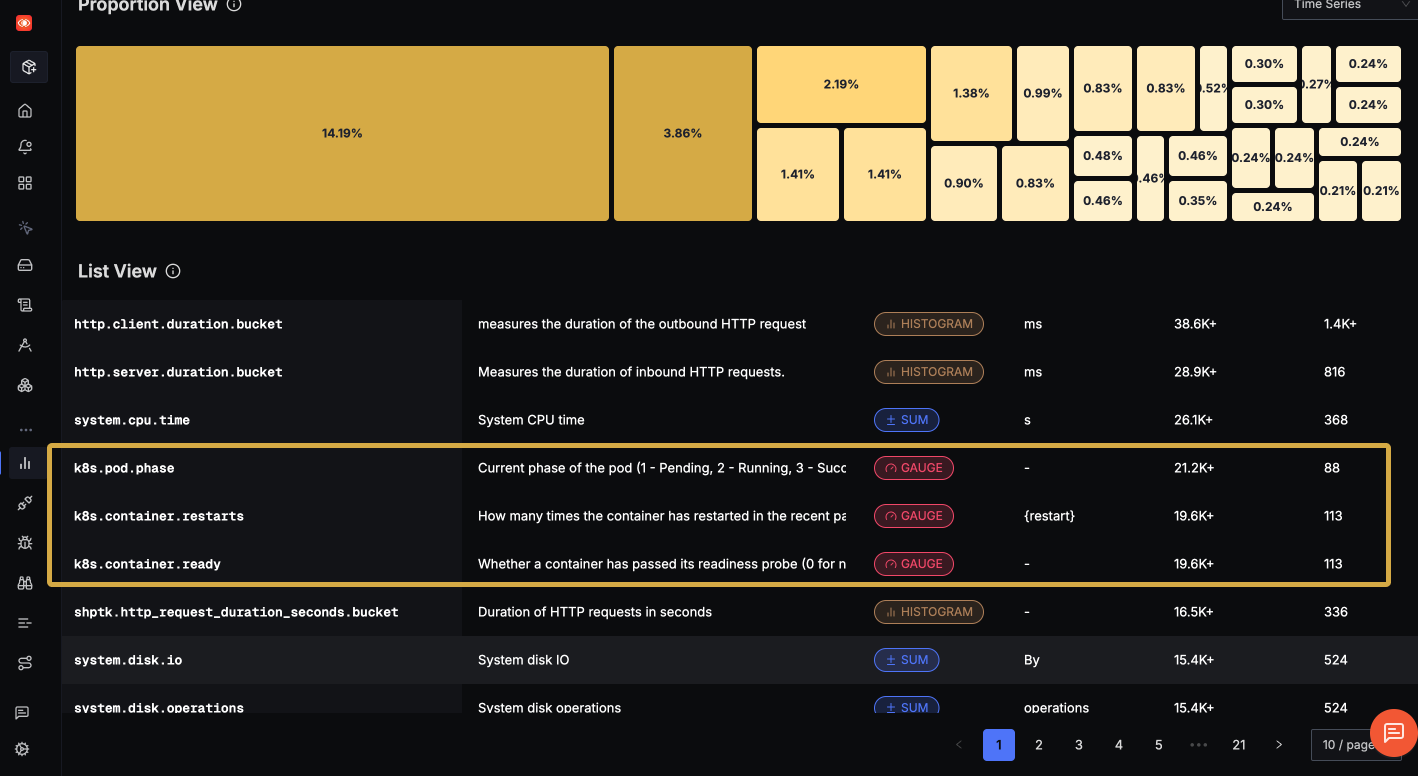 Proportion View
Time Series
14.19%
3.86%
2.19%
1.41%
1.41%
1.38%
0.99%
0.90%
0.83%
0.83%
0.83%
0.52%
0.48%
0.46%
0.46%
0.46%
0.35%
0.30%
0.27%
0.24%
0.30%
0.24%
0.24%
0.24%
0.24%
0.24%
0.21%
0.21%
List View
http.client.duration.bucket measures the duration of the outbound HTTP request HISTOGRAM ms 38.6K+ 1.4K+
http.server.duration.bucket Measures the duration of inbound HTTP requests. HISTOGRAM ms 28.9K+ 816
system.cpu.time System CPU time SUM s 26.1K+ 368
k8s.pod.phase Current phase of the pod (1 - Pending, 2 - Running, 3 - Succ GAUGE - 21.2K+ 88
k8s.container.restarts How many times the container has restarted in the recent pa GAUGE {restart} 19.6K+ 113
k8s.container.ready Whether a container has passed its readiness probe (0 for n GAUGE - 19.6K+ 113
shptk.http_request_duration_seconds.bucket Duration of HTTP requests in seconds HISTOGRAM - 16.5K+ 336
system.disk.io System disk IO SUM By 15.4K+ 524
system.disk.operations System disk operations SUM operations 15.4K+ 524
1 2 3 4 5 ••• 21 10 / page